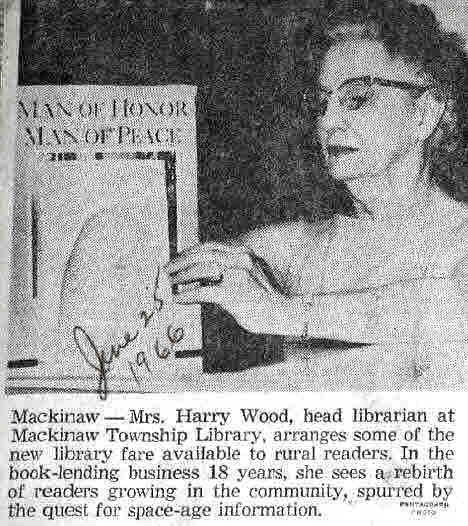 MAN OF HONOR
MAN OF PEACE
June 25
1966
Mackinaw — Mrs. Harry Wood, head librarian at
Mackinaw Township Library, arranges some of the
new library fare available to rural readers. In the
book-lending business 18 years, she sees a rebirth
of readers growing in the community, spurred by
the quest for space-age information.
PENTAGRAPH
PHOTO